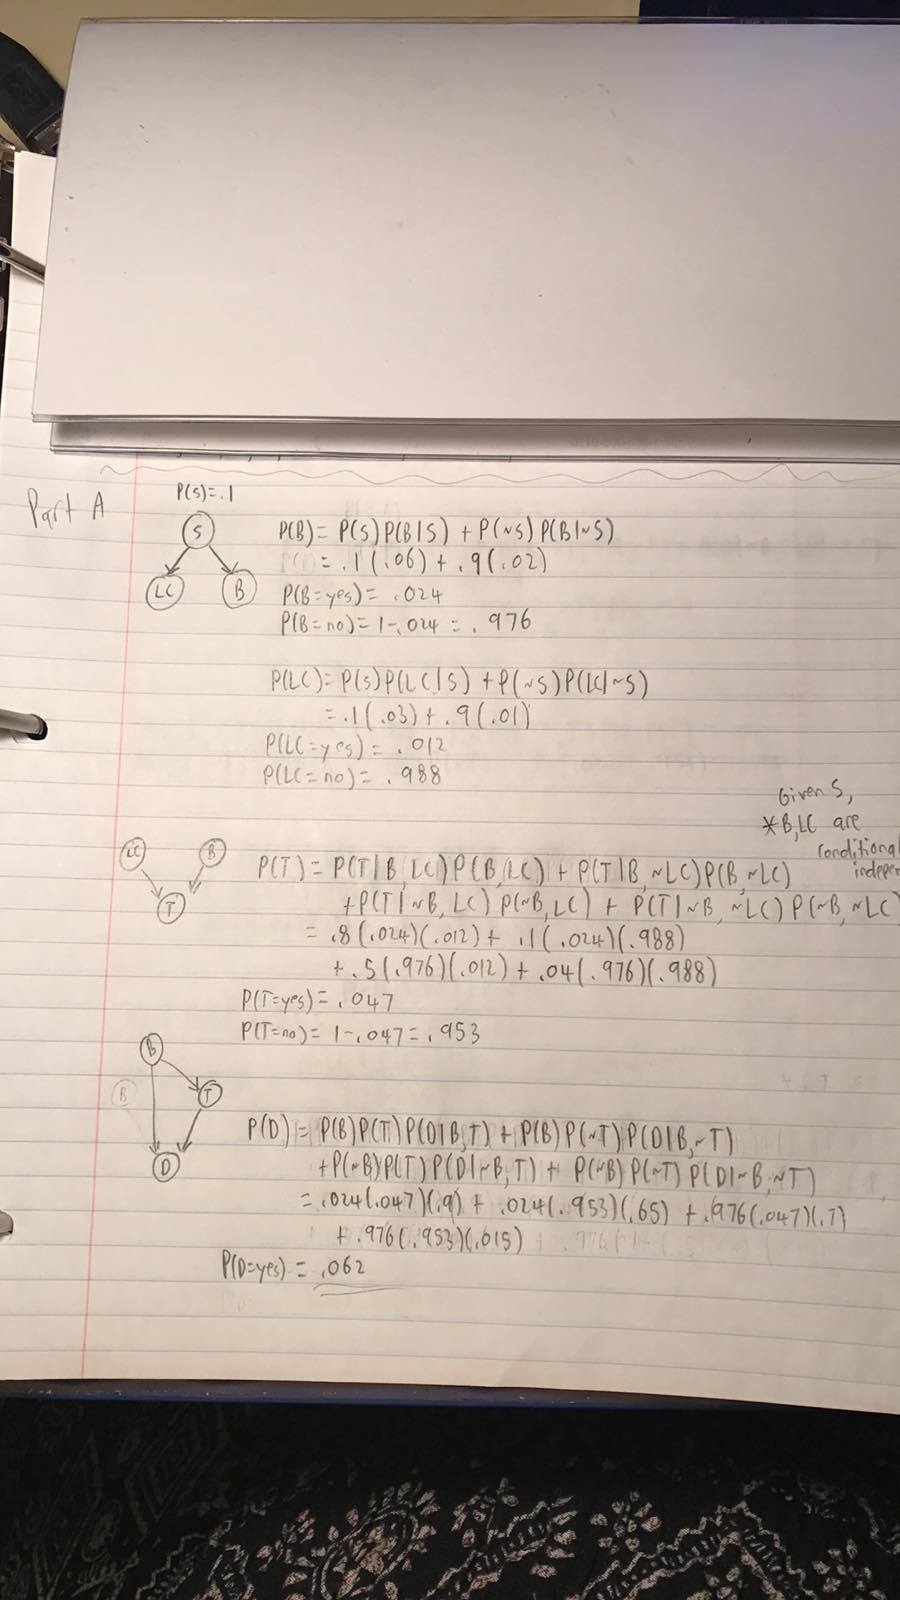 Part A
P(S)=.1
S
LC B
P(B)= P(S)P(B|S) + P(~S)P(B|~S)
= .1(.06) + .9(.02)
P(B=yes)= .024
P(B=no)= 1-.024 = .976
P(LC)= P(S)P(LC|S) + P(~S)P(LC|~S)
= .1(.03) + .9(.01)
P(LC=yes)= .012
P(LC=no)= .988
Given S,
*B,LC are
conditional
LC B
T
P(T)= P(T|B,LC)P(B,LC) + P(T|B,~LC)P(B,~LC)
+P(T|~B,LC)P(~B,LC) + P(T|~B,~LC)P(~B,~LC)
= .8(.024)(.012) + .1(.024)(.988)
+ .5(.976)(.012) + .04(.976)(.988)
P(T=yes)= .047
P(T=no)= 1-.047=.953
B
B T
D
P(D)= P(B)P(T)P(D|B,T) + P(B)P(~T)P(D|B,~T)
+P(~B)P(T)P(D|~B,T) + P(~B)P(~T)P(D|~B,~T)
= .024(.047)(.9) + .024(.953)(.65) + .976(.047)(.7)
+ .976(.953)(.015)
P(D=yes) = .062